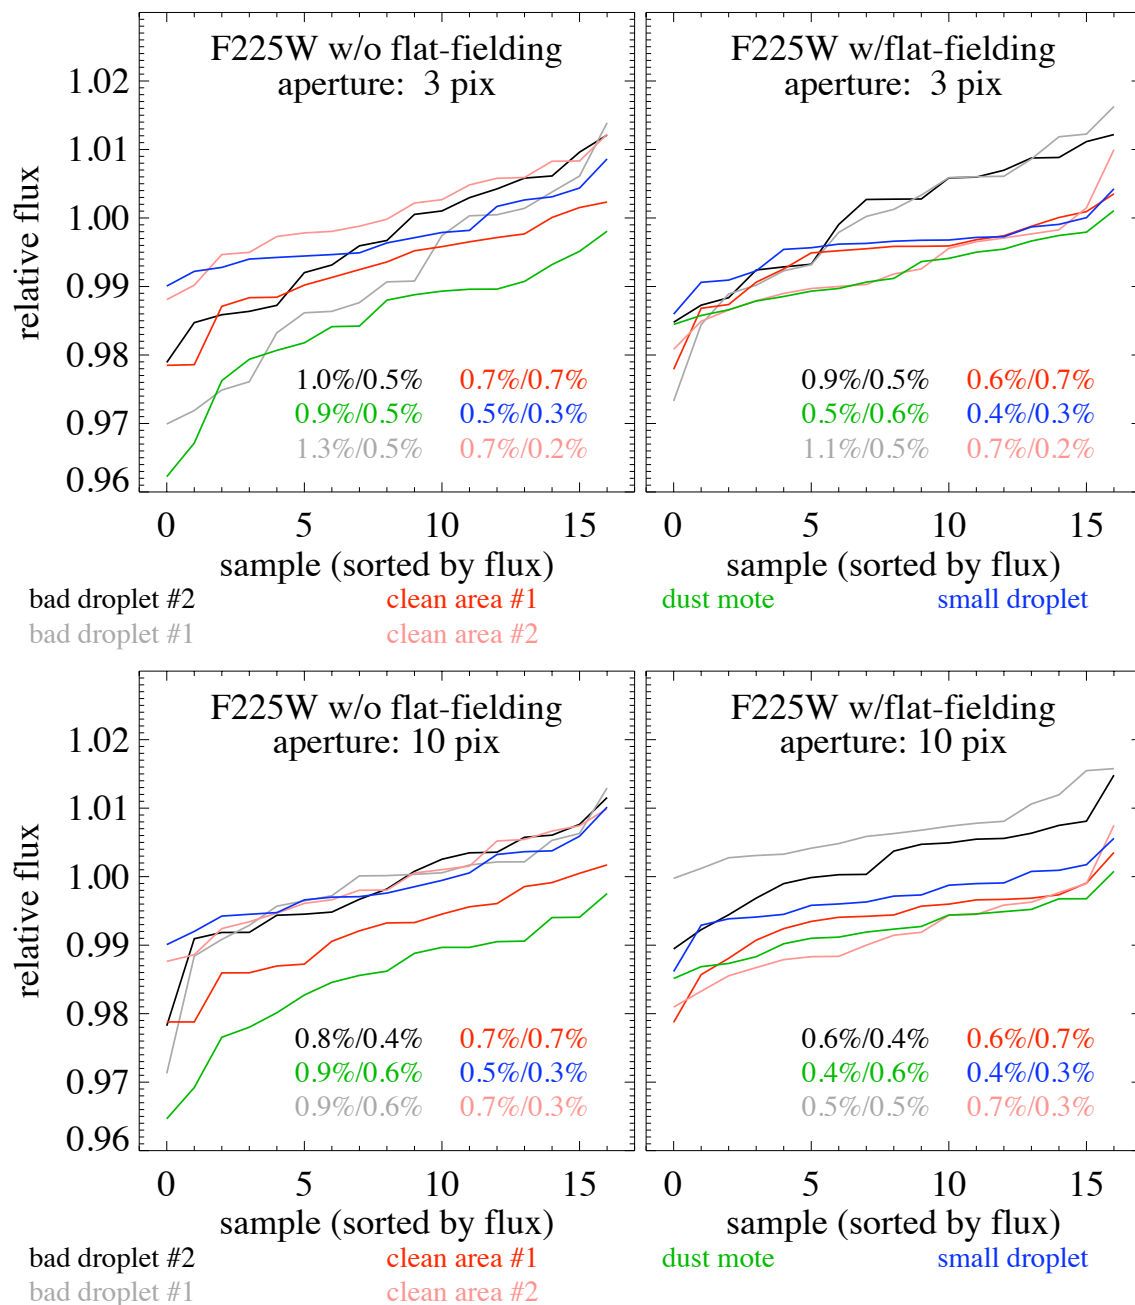 F225W w/o flat-fielding
aperture: 3 pix
F225W w/flat-fielding
aperture: 3 pix
1.02
1.01
1.00
0.99
0.98
0.97
0.96
relative flux
1.0%/0.5% 0.7%/0.7%
0.9%/0.5% 0.5%/0.3%
1.3%/0.5% 0.7%/0.2%
0.9%/0.5% 0.6%/0.7%
0.5%/0.6% 0.4%/0.3%
1.1%/0.5% 0.7%/0.2%
0 5 10 15
0 5 10 15
sample (sorted by flux)
sample (sorted by flux)
bad droplet #2 clean area #1 dust mote small droplet
bad droplet #1 clean area #2
F225W w/o flat-fielding
aperture: 10 pix
F225W w/flat-fielding
aperture: 10 pix
1.02
1.01
1.00
0.99
0.98
0.97
0.96
relative flux
0.8%/0.4% 0.7%/0.7%
0.9%/0.6% 0.5%/0.3%
0.9%/0.6% 0.7%/0.3%
0.6%/0.4% 0.6%/0.7%
0.4%/0.6% 0.4%/0.3%
0.5%/0.5% 0.7%/0.3%
0 5 10 15
0 5 10 15
sample (sorted by flux)
sample (sorted by flux)
bad droplet #2 clean area #1 dust mote small droplet
bad droplet #1 clean area #2